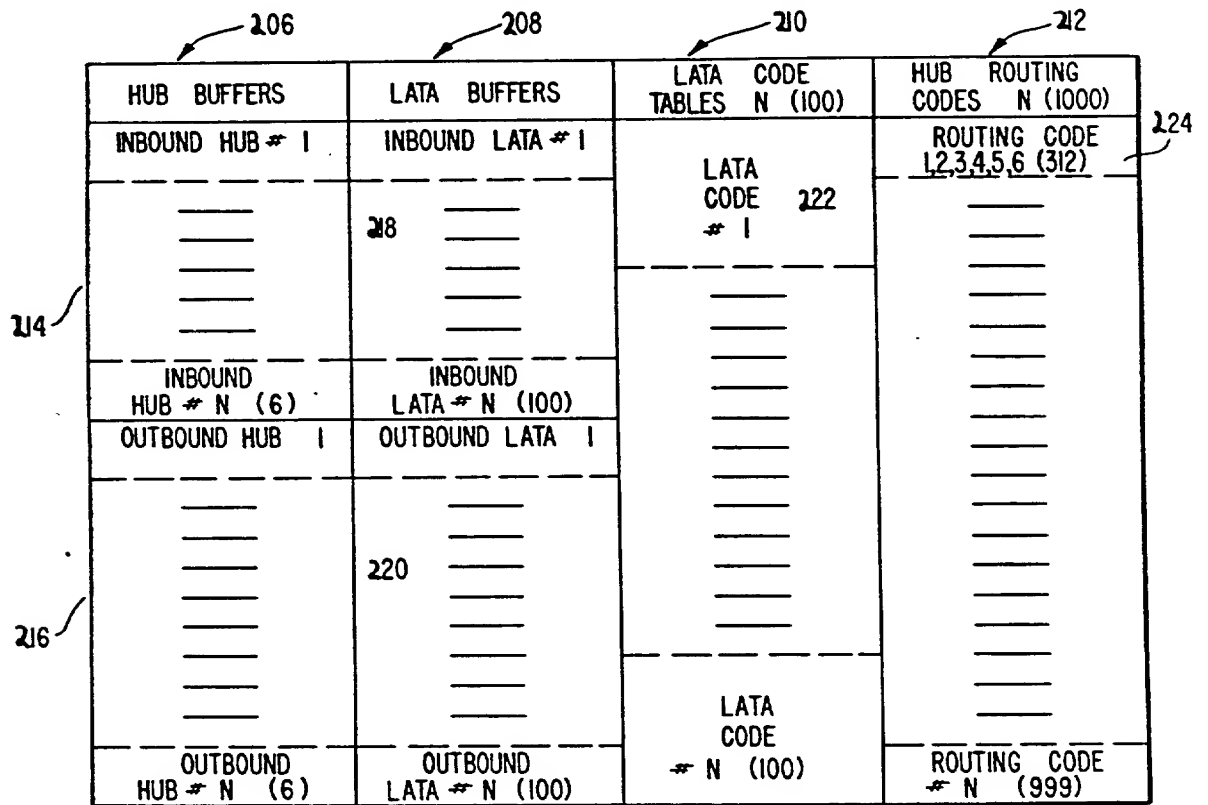 206
208
210
212
HUB BUFFERS
LATA BUFFERS
LATA CODE
TABLES N (100)
HUB ROUTING
CODES N (1000)
INBOUND HUB # 1
INBOUND LATA # 1
LATA
CODE 222
# 1
ROUTING CODE
1,2,3,4,5,6 (312)
224
218
214
INBOUND
HUB # N (6)
INBOUND
LATA # N (100)
OUTBOUND HUB 1
OUTBOUND LATA 1
220
216
LATA
CODE
# N (100)
OUTBOUND
HUB # N (6)
OUTBOUND
LATA # N (100)
ROUTING CODE
# N (999)